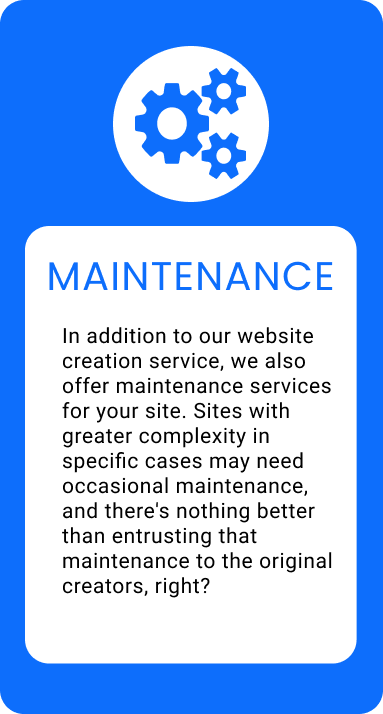 MAINTENANCE
In addition to our website
creation service, we also
offer maintenance services
for your site. Sites with
greater complexity in
specific cases may need
occasional maintenance,
and there's nothing better
than entrusting that
maintenance to the original
creators, right?